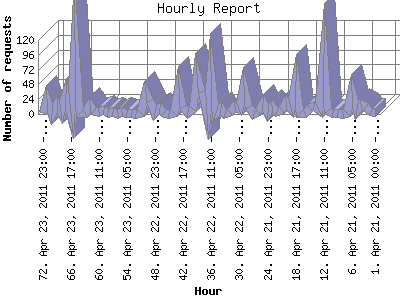 Hourly Report
Number of requests
120
96
72
48
24
0
72. Apr 23, 2011 23:00 - ...
66. Apr 23, 2011 17:00 - ...
60. Apr 23, 2011 11:00 - ...
54. Apr 23, 2011 05:00 - ...
48. Apr 22, 2011 23:00 - ...
42. Apr 22, 2011 17:00 - ...
36. Apr 22, 2011 11:00 - ...
30. Apr 22, 2011 05:00 - ...
24. Apr 21, 2011 23:00 - ...
18. Apr 21, 2011 17:00 - ...
12. Apr 21, 2011 11:00 - ...
6. Apr 21, 2011 05:00 - ...
1. Apr 21, 2011 00:00 - ...
Hour